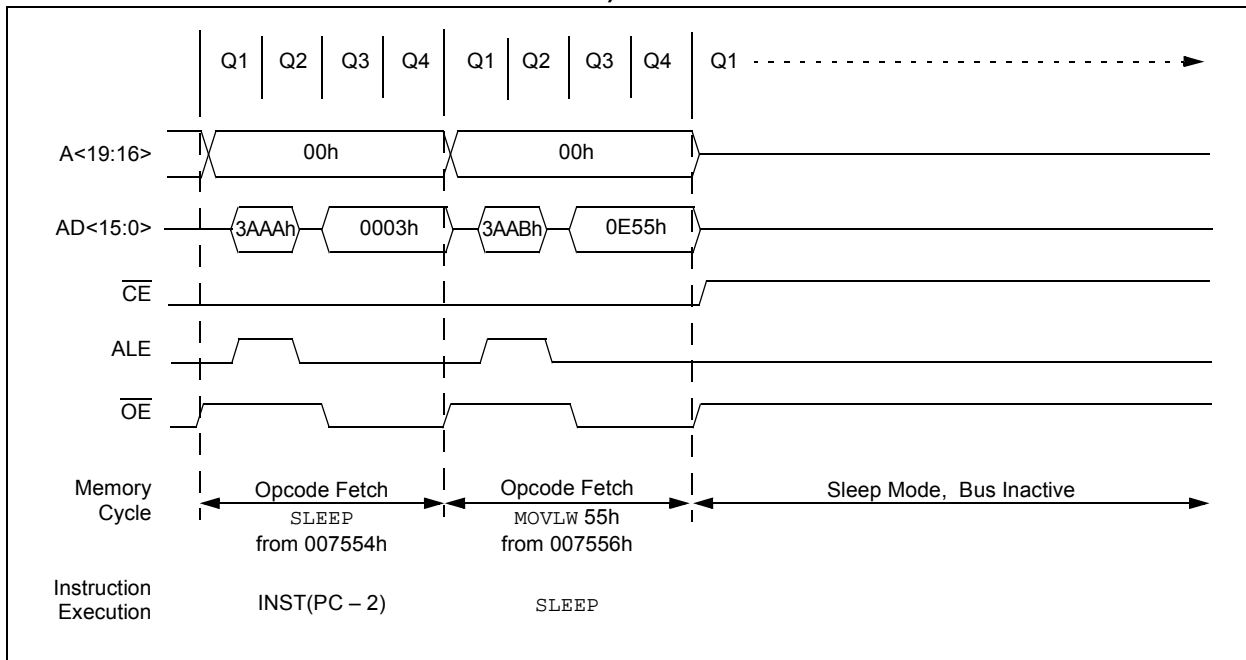 Q1 Q2 Q3 Q4 Q1 Q2 Q3 Q4 Q1
A<19:16> 00h 00h
AD<15:0> 3AAAh 0003h 3AABh 0E55h
CE
ALE
OE
Memory Cycle
Opcode Fetch
SLEEP
from 007554h
Opcode Fetch
MOVLW 55h
from 007556h
Sleep Mode, Bus Inactive
Instruction Execution
INST(PC – 2) SLEEP